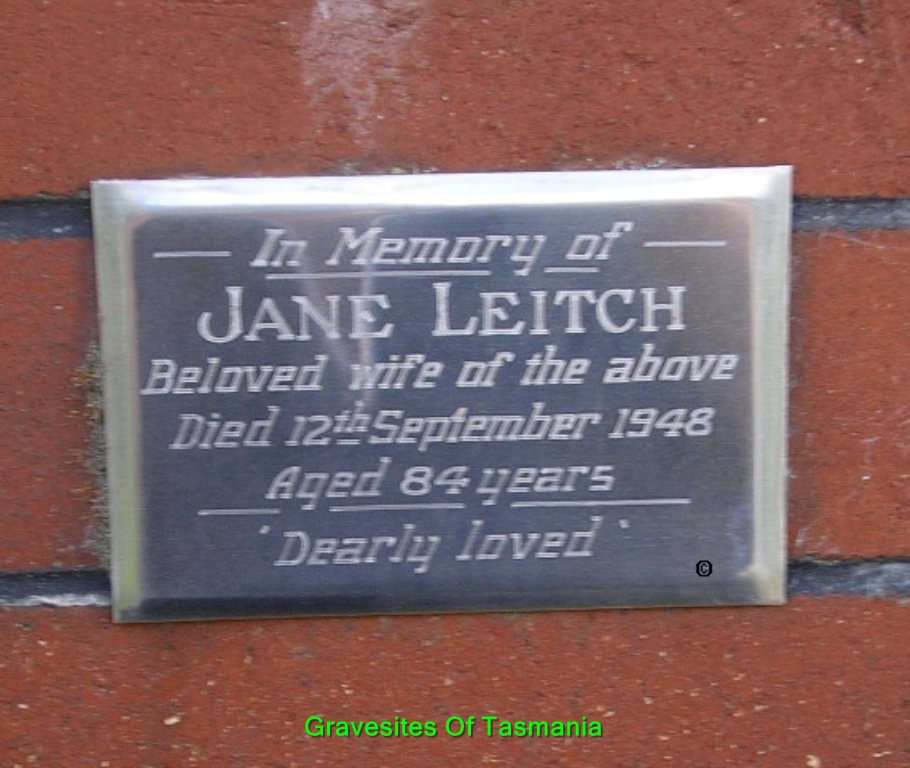 In Memory of
JANE LEITCH
Beloved wife of the above
Died 12th September 1948
Aged 84 years
'Dearly loved'
©
Gravesites Of Tasmania